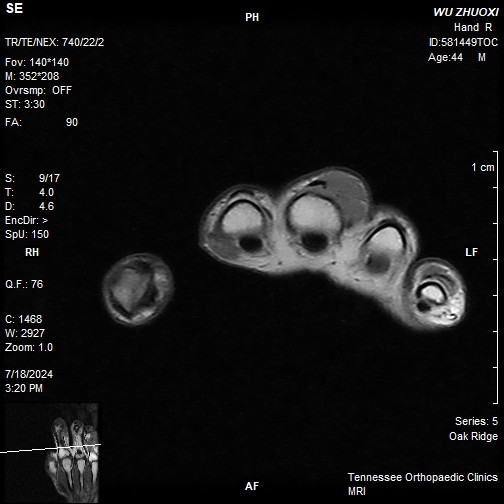 SE
PH
WU ZHUOXI
Hand R
ID:581449TOC
Age:44 M
TR/TE/NEX: 740/22/2
Fov: 140*140
M: 352*208
Ovrsmp: OFF
ST: 3:30
FA: 90
1 cm
S: 9/17
T: 4.0
D: 4.6
EncDir: >
SpU: 150
RH
LF
Q.F.: 76
C: 1468
W: 2927
Zoom: 1.0
7/18/2024
3:20 PM
Series: 5
Oak Ridge
AF
Tennessee Orthopaedic Clinics
MRI